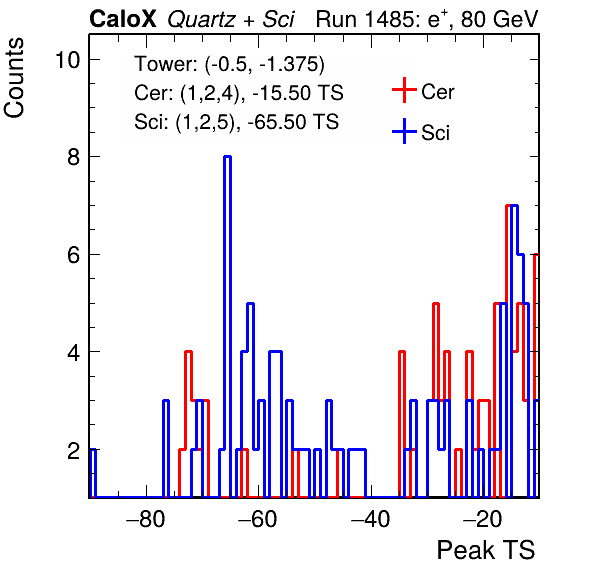 CaloX Quartz + Sci Run 1485: e⁺, 80 GeV
Counts
Tower: (-0.5, -1.375)
Cer: (1,2,4), -15.50 TS
Sci: (1,2,5), -65.50 TS
Cer
Sci
10
8
6
4
2
−80 −60 −40 −20
Peak TS